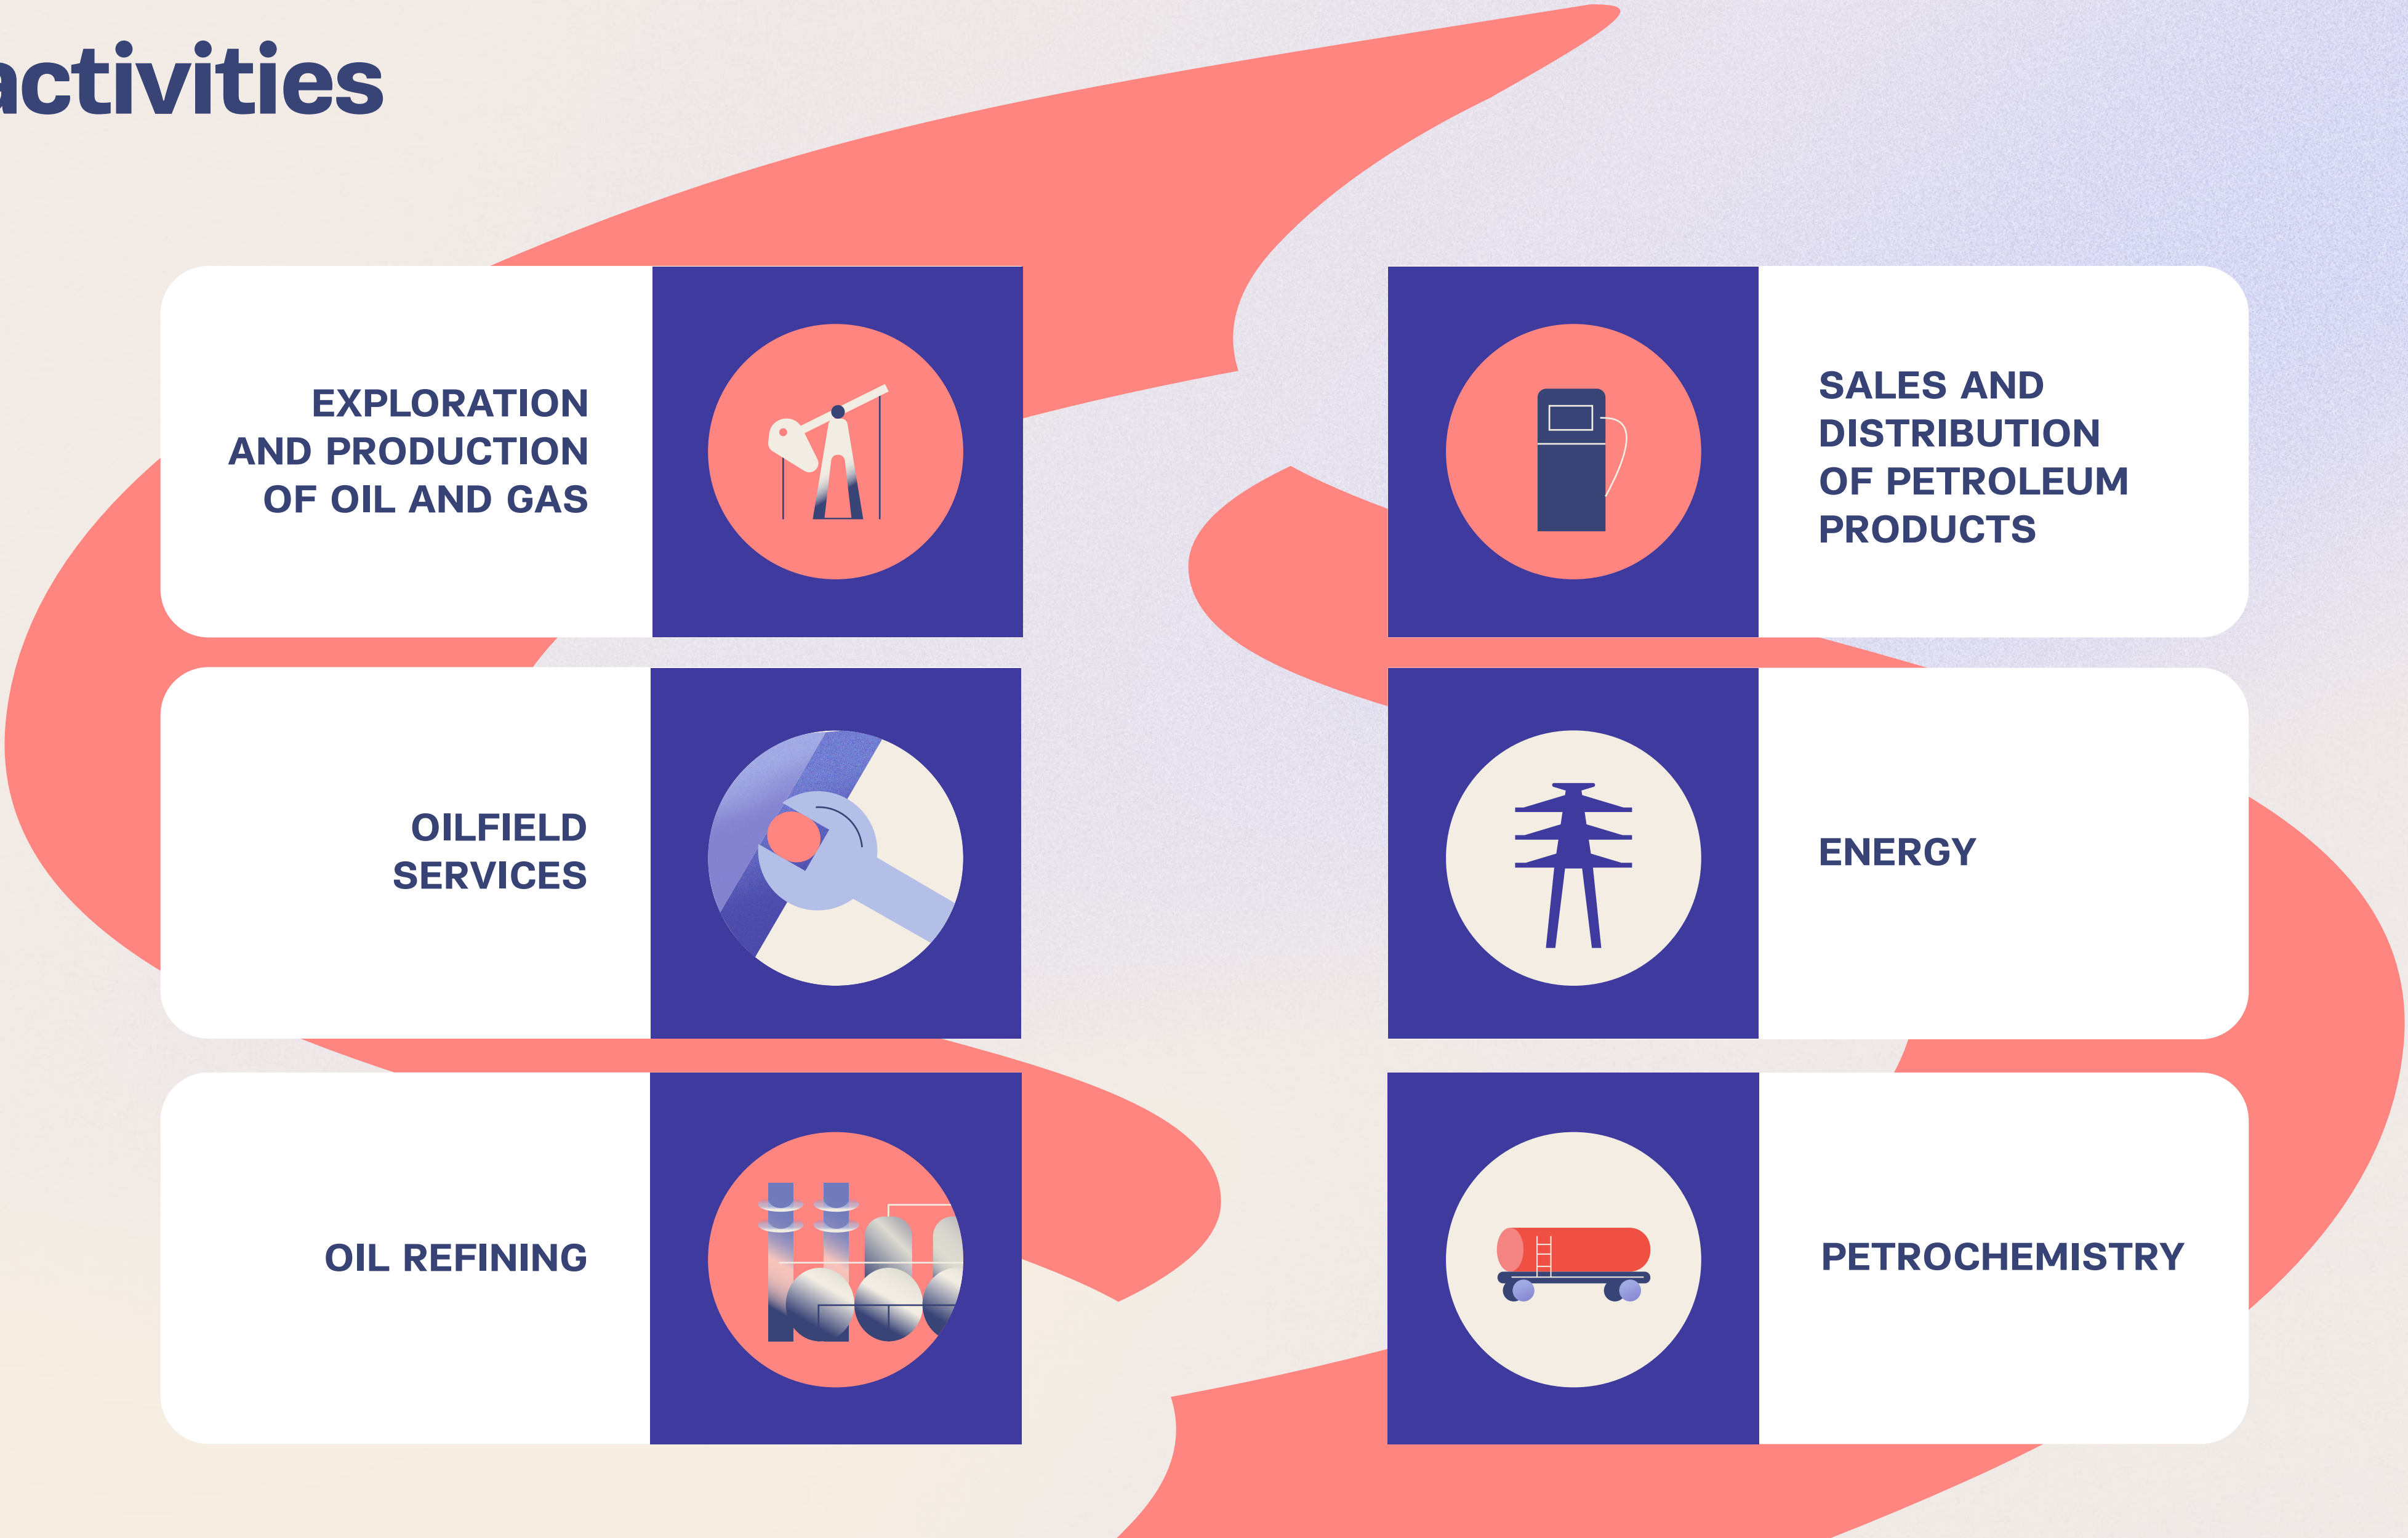 activities
EXPLORATION
AND PRODUCTION
OF OIL AND GAS
OILFIELD
SERVICES
OIL REFINING
SALES AND
DISTRIBUTION
OF PETROLEUM
PRODUCTS
ENERGY
PETROCHEMISTRY